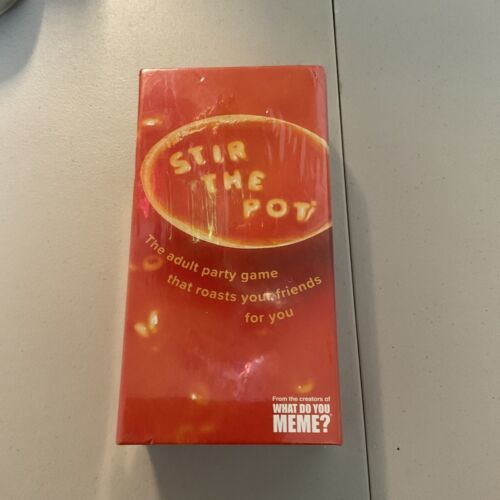 STIR
THE
POT
The adult party game
that roasts your friends
for you
From the creators of
WHAT DO YOU
MEME?